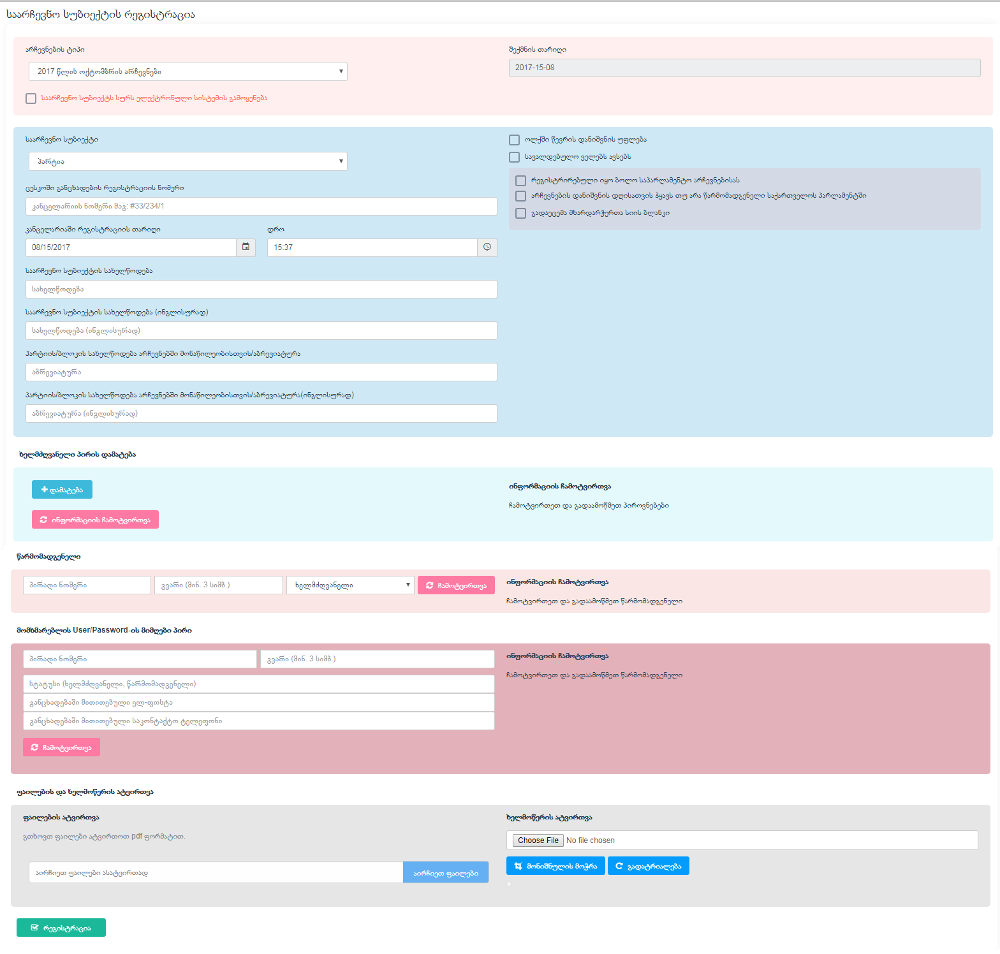 საარჩევნო სუბიექტის რეგისტრაცია
არჩევნების ტიპი
შექმნის თარიღი
2017 წლის ოქტომბრის არჩევნები
2017-15-08
საარჩევნო სუბიექტს სურს ელექტრონული სისტემის გამოყენება
საარჩევნო სუბიექტი
ოლქში წევრის დანიშვნის უფლება
პარტია
სავალდებულო ველებს ავსებს
რეგისტრირებული იყო ბოლო საპარლამენტო არჩევნებისას
ცესკოში განცხადების რეგისტრაციის ნომერი
არჩევნების დანიშვნის დღისათვის ჰყავს თუ არა წარმომადგენელი საქართველოს პარლამენტში
კანცელარიის ნომერი მაგ: #33/234/1
გადაეცემა მხარდარჭერთა სიის ბლანკი
კანცელარიაში რეგისტრაციის თარიღი
დრო
08/15/2017
15:37
საარჩევნო სუბიექტის სახელწოდება
სახელწოდება
საარჩევნო სუბიექტის სახელწოდება (ინგლისურად)
სახელწოდება (ინგლისურად)
პარტიის/ბლოკის სახელწოდება არჩევნებში მონაწილეობისთვის/აბრევიატურა
აბრევიატურა
პარტიის/ბლოკის სახელწოდება არჩევნებში მონაწილეობისთვის/აბრევიატურა(ინგლისურად)
აბრევიატურა (ინგლისურად)
ხელმძღვანელი პირის დამატება
დამატება
ინფორმაციის ჩამოტვირთვა
ინფორმაციის ჩამოტვირთვა
ჩამოტვირთეთ და გადაამოწმეთ პიროვნებები
წარმომადგენელი
პირადი ნომერი
გვარი (მინ. 3 სიმბ.)
ხელმძღვანელი
ჩამოტვირთვა
ინფორმაციის ჩამოტვირთვა
ჩამოტვირთეთ და გადაამოწმეთ წარმომადგენელი
მომხმარებლის User/Password-ის მიმღები პირი
პირადი ნომერი
გვარი (მინ. 3 სიმბ.)
ინფორმაციის ჩამოტვირთვა
ჩამოტვირთეთ და გადაამოწმეთ წარმომადგენელი
სტატუსი (ხელმძღვანელი, წარმომადგენელი)
განცხადებაში მითითებული ელ-ფოსტა
განცხადებაში მითითებული საკონტაქტო ტელეფონი
ჩამოტვირთვა
ფაილების და ხელმოწერის ატვირთვა
ფაილების ატვირთვა
გთხოვთ ფაილები ატვირთოთ pdf ფორმატით.
აირჩიეთ ფაილები ასატვირთად
აირჩიეთ ფაილები
ხელმოწერის ატვირთვა
Choose File No file chosen
მონიშნულის მოჭრა
გადატრიალება
რეგისტრაცია